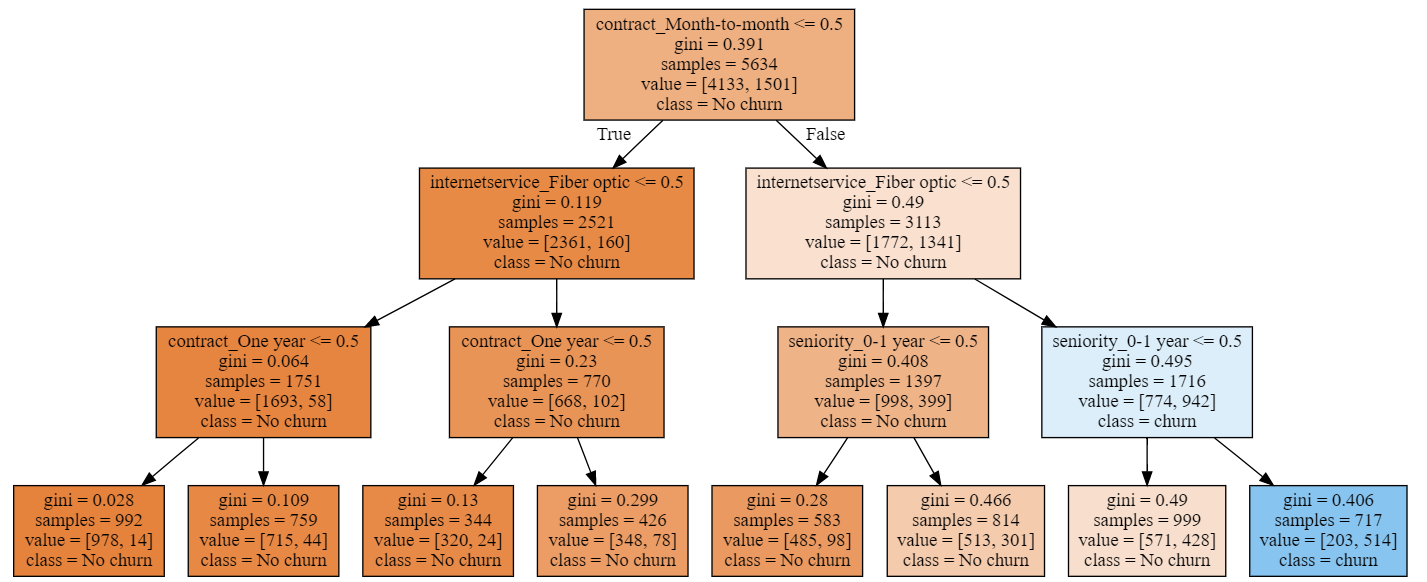 contract_Month-to-month <= 0.5
gini = 0.391
samples = 5634
value = [4133, 1501]
class = No churn
True
False
internetservice_Fiber optic <= 0.5
gini = 0.119
samples = 2521
value = [2361, 160]
class = No churn
internetservice_Fiber optic <= 0.5
gini = 0.49
samples = 3113
value = [1772, 1341]
class = No churn
contract_One year <= 0.5
gini = 0.064
samples = 1751
value = [1693, 58]
class = No churn
contract_One year <= 0.5
gini = 0.23
samples = 770
value = [668, 102]
class = No churn
seniority_0-1 year <= 0.5
gini = 0.408
samples = 1397
value = [998, 399]
class = No churn
seniority_0-1 year <= 0.5
gini = 0.495
samples = 1716
value = [774, 942]
class = churn
gini = 0.028
samples = 992
value = [978, 14]
class = No churn
gini = 0.109
samples = 759
value = [715, 44]
class = No churn
gini = 0.13
samples = 344
value = [320, 24]
class = No churn
gini = 0.299
samples = 426
value = [348, 78]
class = No churn
gini = 0.28
samples = 583
value = [485, 98]
class = No churn
gini = 0.466
samples = 814
value = [513, 301]
class = No churn
gini = 0.49
samples = 999
value = [571, 428]
class = No churn
gini = 0.406
samples = 717
value = [203, 514]
class = churn